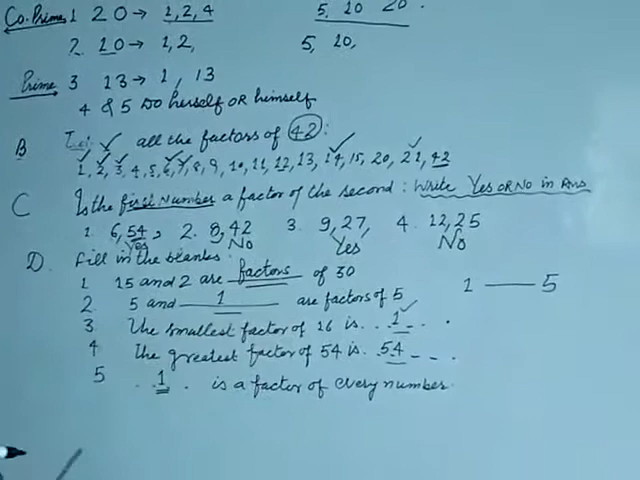 Co.Prime 1 20 → 1, 2, 4 5, 10 20.
2. 10 → 1, 2, 5, 10,
Prime 3 13 → 1, 13
4 & 5 Do herself OR himself
B ✓ all the factors of 42:
1, 2, 3, 4, 5, 6, 7, 8, 9, 10, 11, 12, 13, 14, 15, 20, 21, 42
C Is the first Number a factor of the second: Write Yes OR No in Ans
1. 6, 54, 2. 8, 42 3. 9, 27, 4. 12, 25
Yes No Yes No
D. Fill in the blanks.
1 15 and 2 are factors of 30
2 5 and 1 are factors of 5 1 — 5
3 The smallest factor of 16 is ..1..
4 The greatest factor of 54 is. .54
5 .1. is a factor of every number.